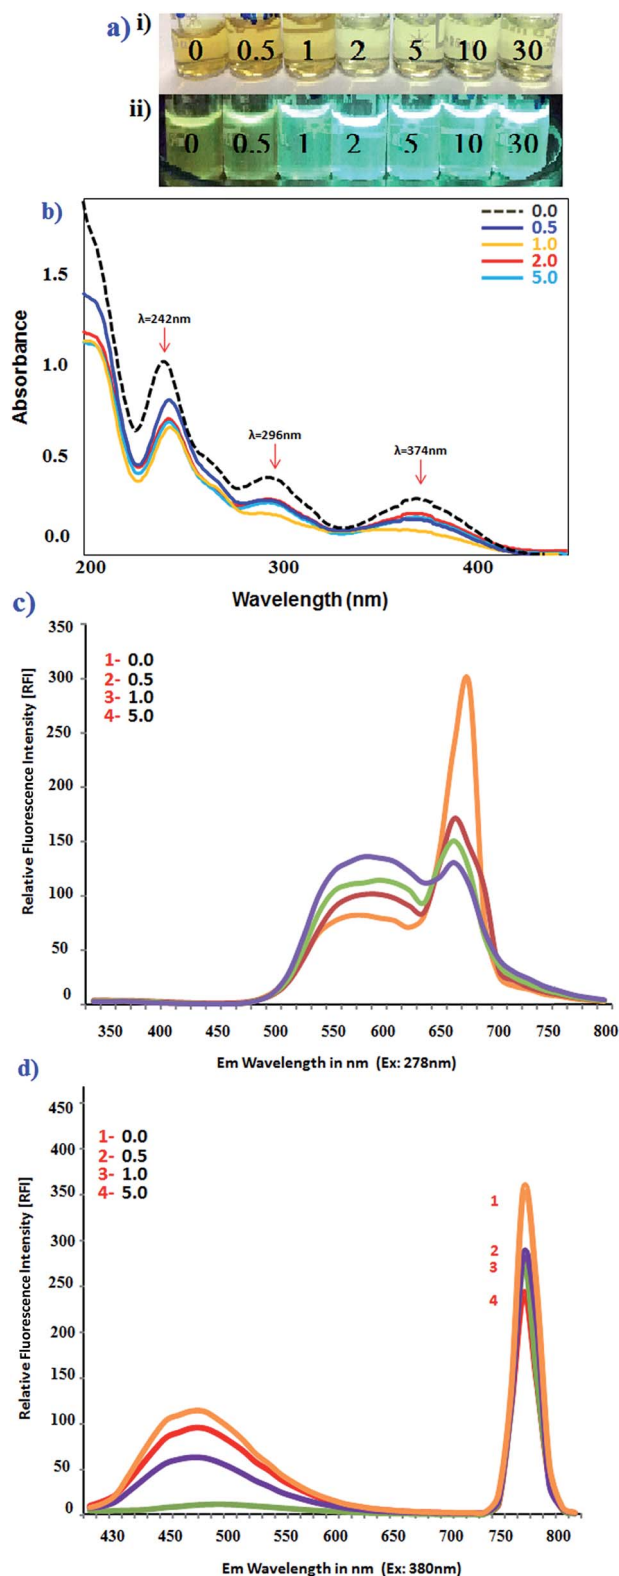 a) i)
0 0.5 1 2 5 10 30
ii)
0 0.5 1 2 5 10 30
b)
0.0
0.5
1.0
2.0
5.0
1.5
1.0
0.5
0.0
Absorbance
λ=242nm
λ=296nm
λ=374nm
200 300 400
Wavelength (nm)
c)
350
300
250
200
150
100
50
0
Relative Fluorescence Intensity [RFI]
1- 0.0
2- 0.5
3- 1.0
4- 5.0
350 400 450 500 550 600 650 700 750 800
Em Wavelength in nm (Ex: 278nm)
d)
450
400
350
300
250
200
150
100
50
0
Relative Fluorescence Intensity [RFI]
1- 0.0
2- 0.5
3- 1.0
4- 5.0
1
2
3
4
430 450 500 550 600 650 700 750 800
Em Wavelength in nm (Ex: 380nm)